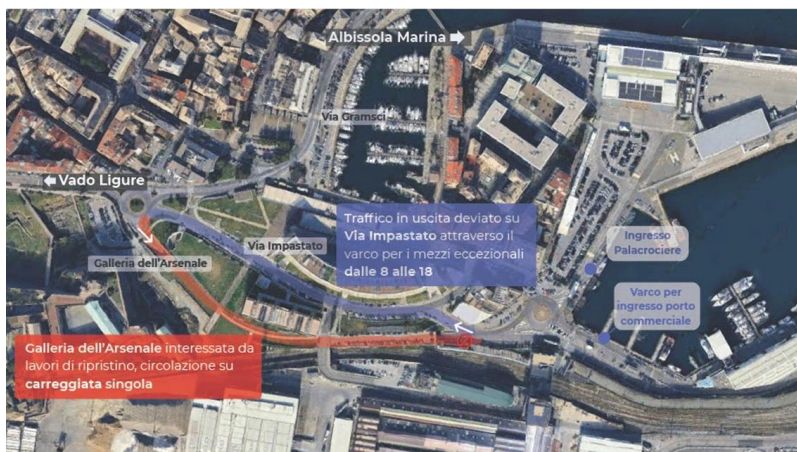 Albissola Marina
Via Gramsci
Vado Ligure
Traffico in uscita deviato su
Via Impastato attraverso il
varco per i mezzi eccezionali
dalle 8 alle 18
Via Impastato
Ingresso
Palacrociere
Galleria dell'Arsenale
Varco per
ingresso porto
commerciale
Galleria dell'Arsenale interessata da
lavori di ripristino, circolazione su
carreggiata singola